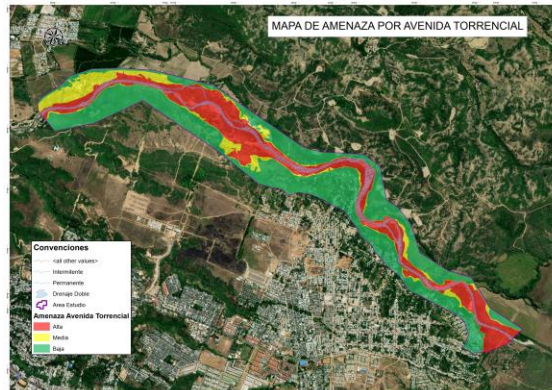 MAPA DE AMENAZA POR AVENIDA TORRENCIAL
Convenciones
<all other values>
Intermitente
Permanente
Drenaje Doble
Area Estudio
Amenaza Avenida Torrencial
Alta
Media
Baja